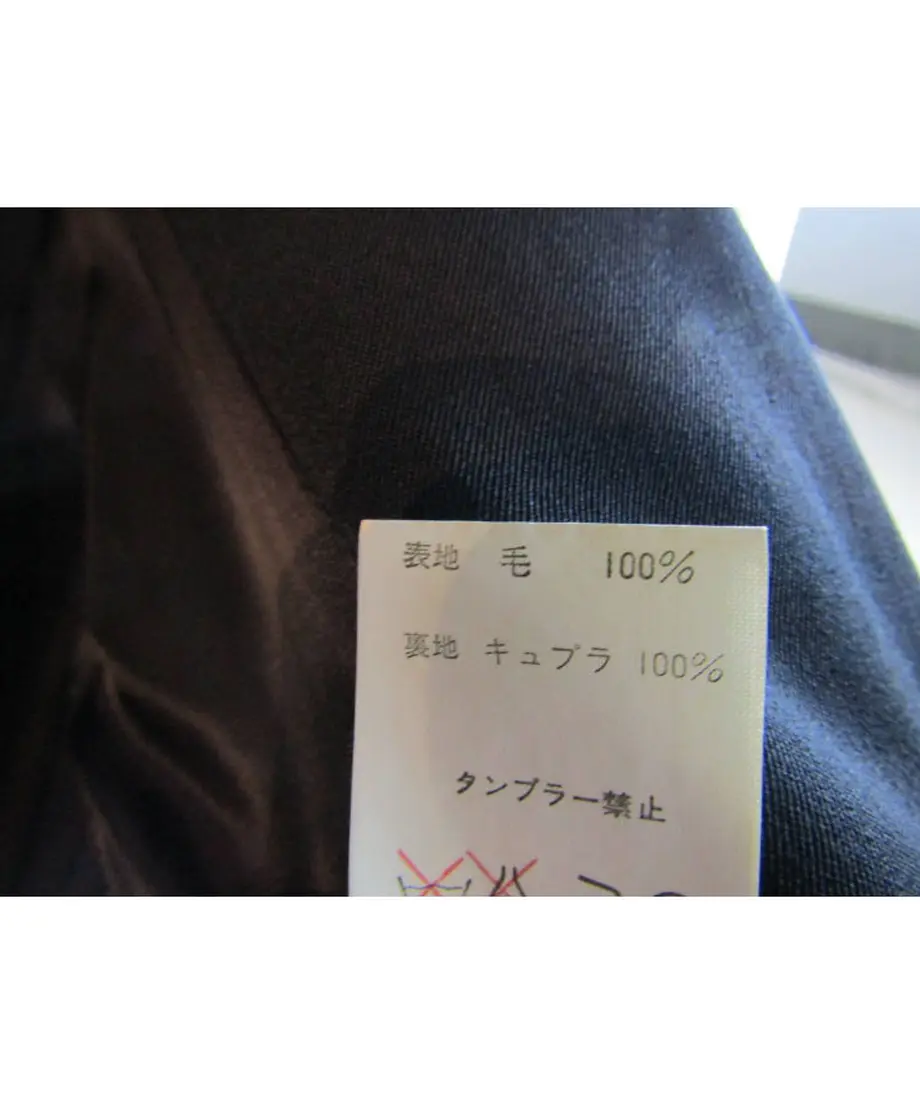 表地 毛 100%
裏地 キュプラ 100%
タンブラー禁止